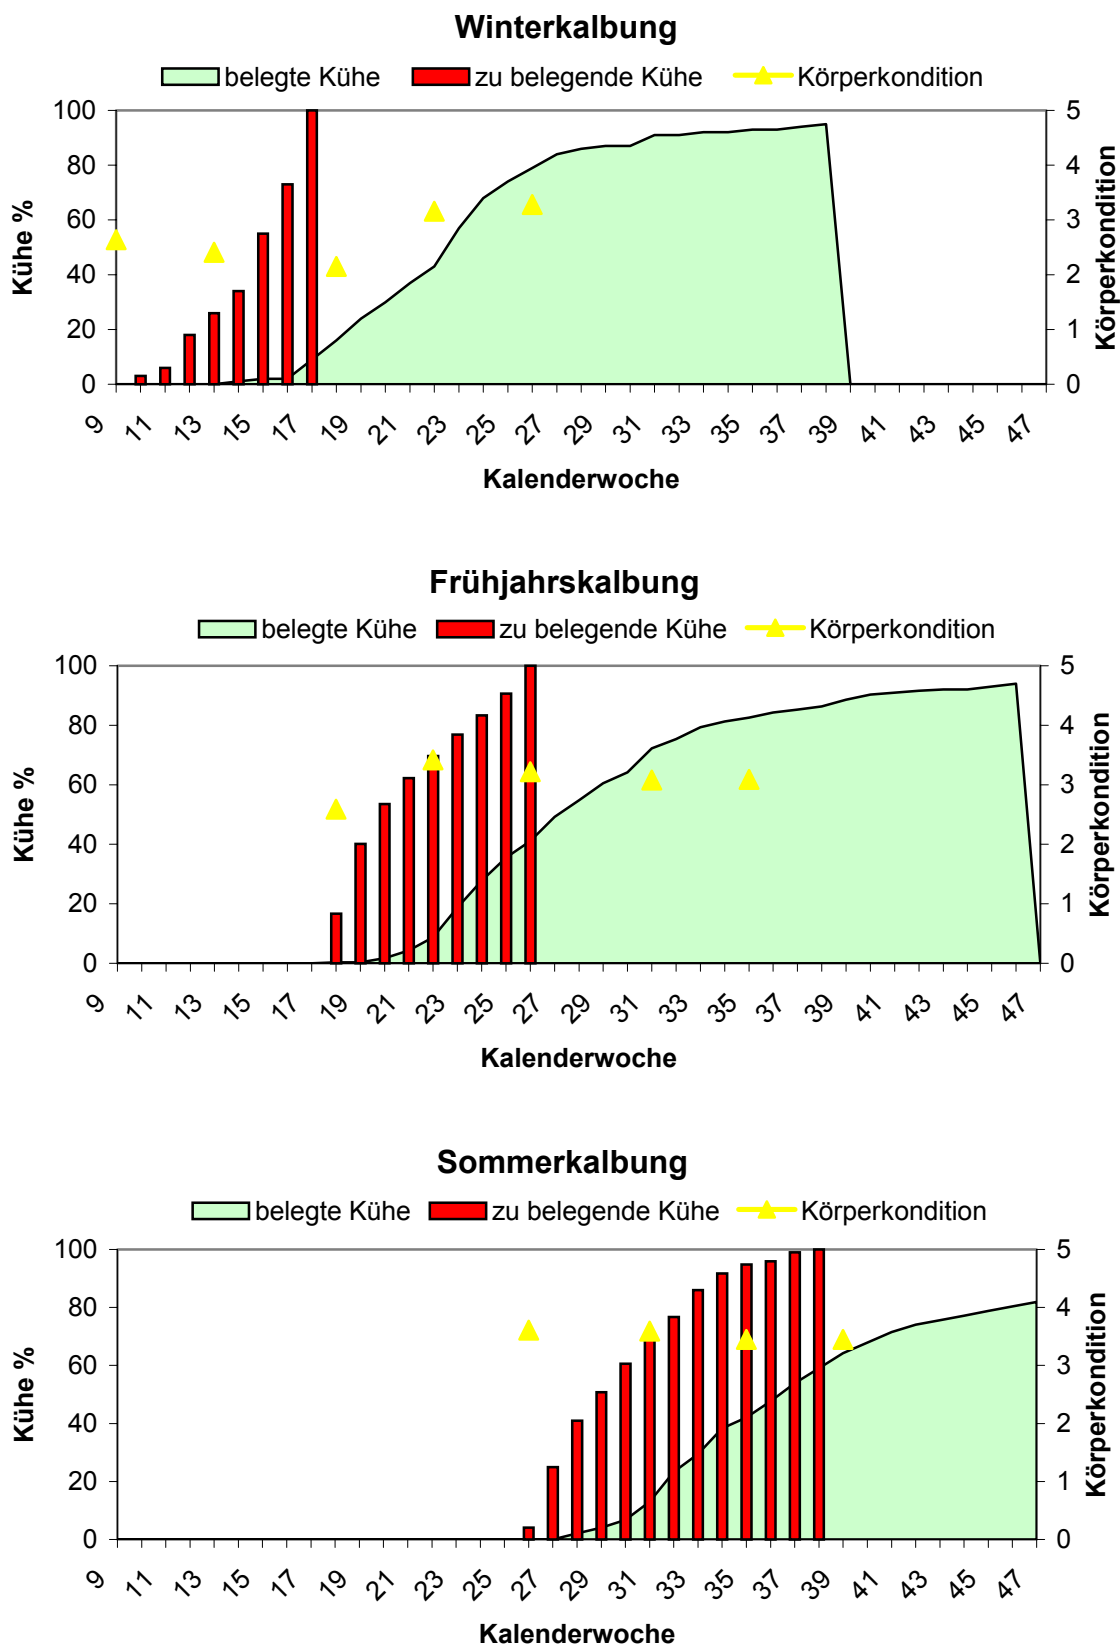 Winterkalbung
belegte Kühe zu belegende Kühe Körperkondition
100 5
80 4
60 3
40 2
20 1
0 0
Kühe %
Körperkondition
9 11 13 15 17 19 21 23 25 27 29 31 33 35 37 39 41 43 45 47
Kalenderwoche
Frühjahrskalbung
belegte Kühe zu belegende Kühe Körperkondition
100 5
80 4
60 3
40 2
20 1
0 0
Kühe %
Körperkondition
9 11 13 15 17 19 21 23 25 27 29 31 33 35 37 39 41 43 45 47
Kalenderwoche
Sommerkalbung
belegte Kühe zu belegende Kühe Körperkondition
100 5
80 4
60 3
40 2
20 1
0 0
Kühe %
Körperkondition
9 11 13 15 17 19 21 23 25 27 29 31 33 35 37 39 41 43 45 47
Kalenderwoche